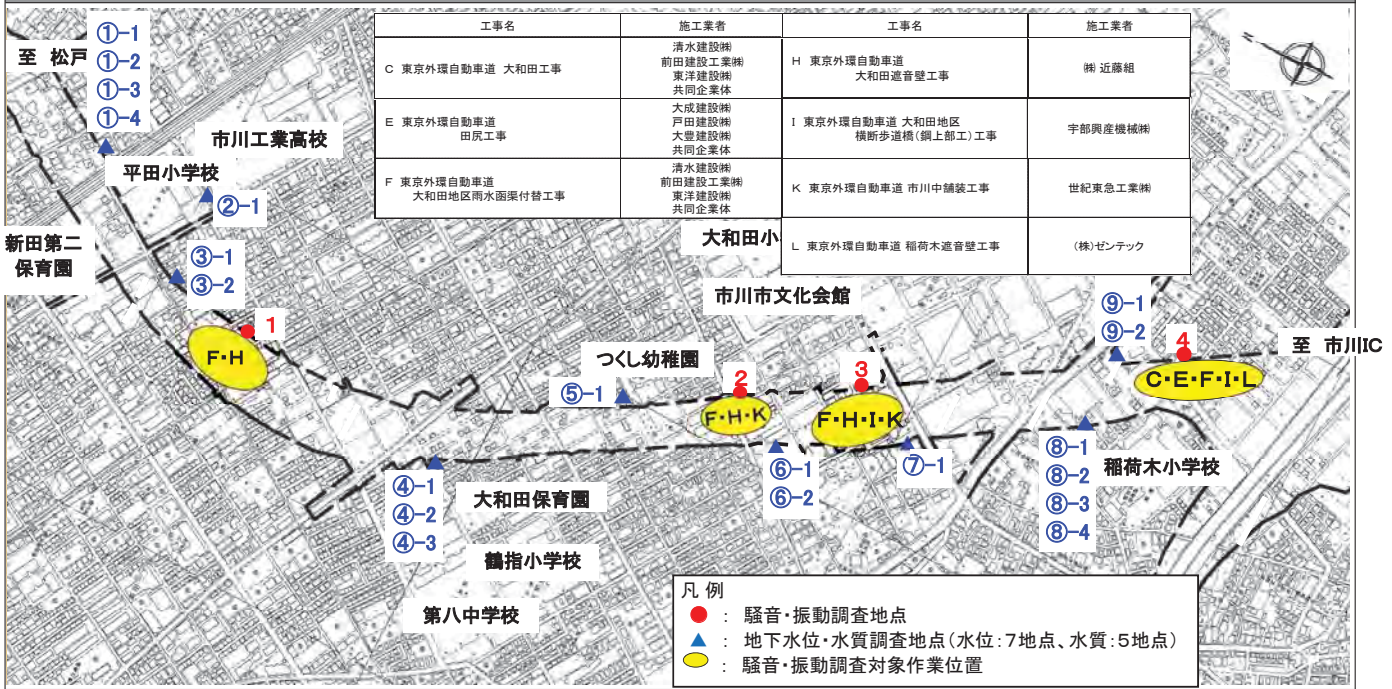 工事名 施工業者 工事名 施工業者
C 東京外環自動車道 大和田工事
清水建設㈱
前田建設工業㈱
東洋建設㈱
共同企業体
H 東京外環自動車道
大和田遮音壁工事
㈱ 近藤組
E 東京外環自動車道
田尻工事
大成建設㈱
戸田建設㈱
大豊建設㈱
共同企業体
I 東京外環自動車道 大和田地区
横断歩道橋(鋼上部工)工事
宇部興産機械㈱
F 東京外環自動車道
大和田地区雨水函渠付替工事
清水建設㈱
前田建設工業㈱
東洋建設㈱
共同企業体
K 東京外環自動車道 市川中舗装工事
世紀東急工業㈱
L 東京外環自動車道 稲荷木遮音壁工事
(株)ゼンテック
N
至 松戸
①-1
①-2
①-3
①-4
市川工業高校
平田小学校
②-1
新田第二
保育園
③-1
③-2
1
F・H
大和田小
市川市文化会館
つくし幼稚園
⑤-1
2
F・H・K
3
F・H・I・K
⑨-1
⑨-2
4
C・E・F・I・L
至 市川IC
④-1
④-2
④-3
大和田保育園
⑥-1
⑥-2
⑦-1
⑧-1
⑧-2
⑧-3
⑧-4
稲荷木小学校
鶴指小学校
第八中学校
凡 例
: 騒音・振動調査地点
: 地下水位・水質調査地点(水位:7地点、水質:5地点)
: 騒音・振動調査対象作業位置